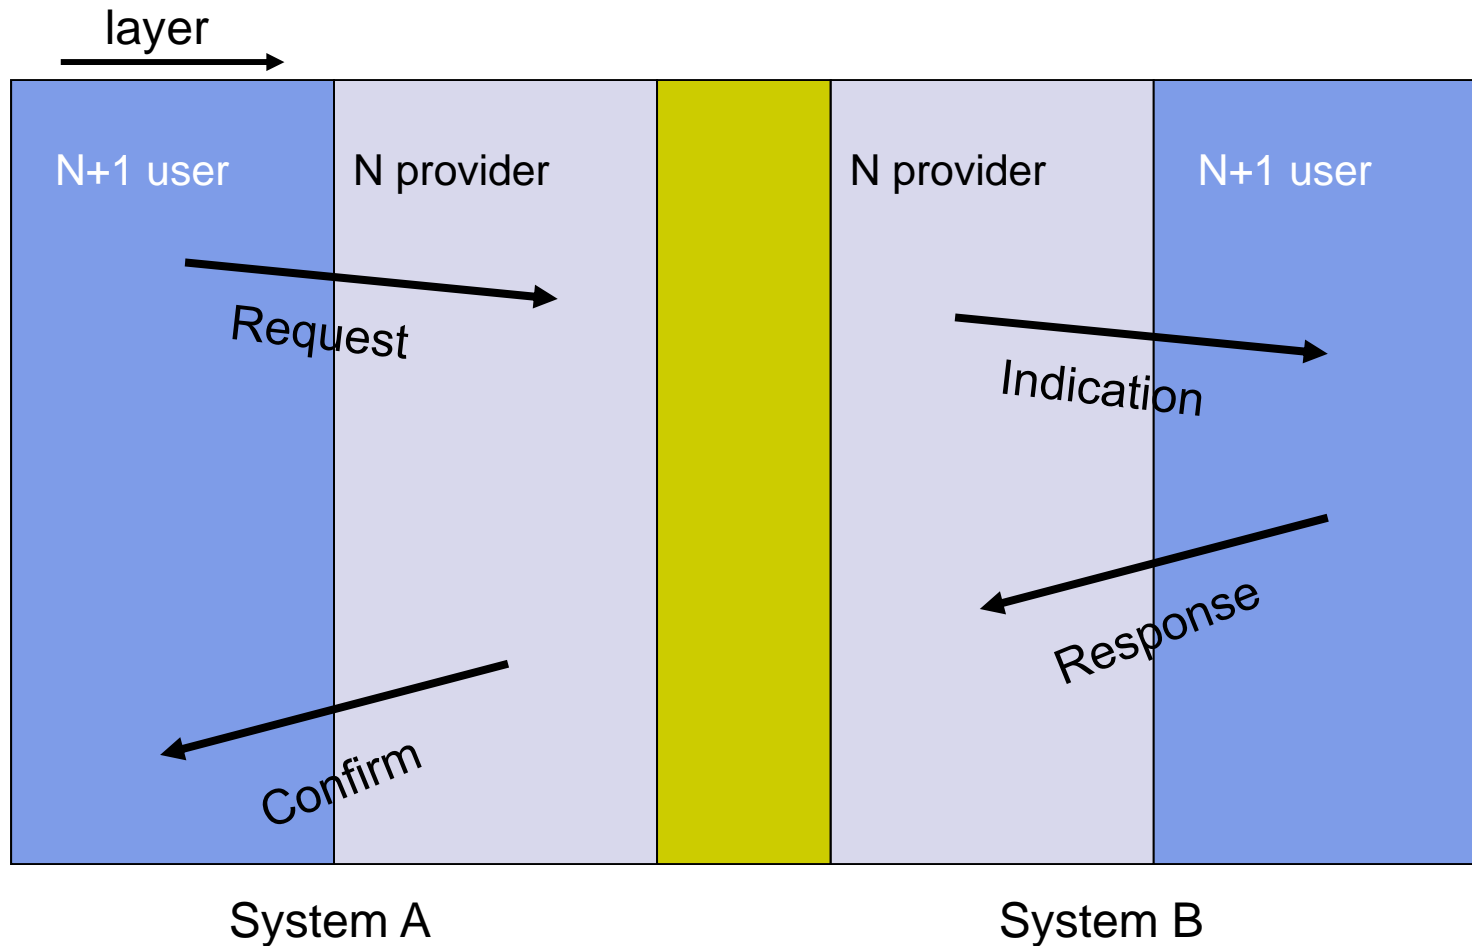 layer
N+1 user
N provider
N provider
N+1 user
Request
Indication
Response
Confirm
System A
System B